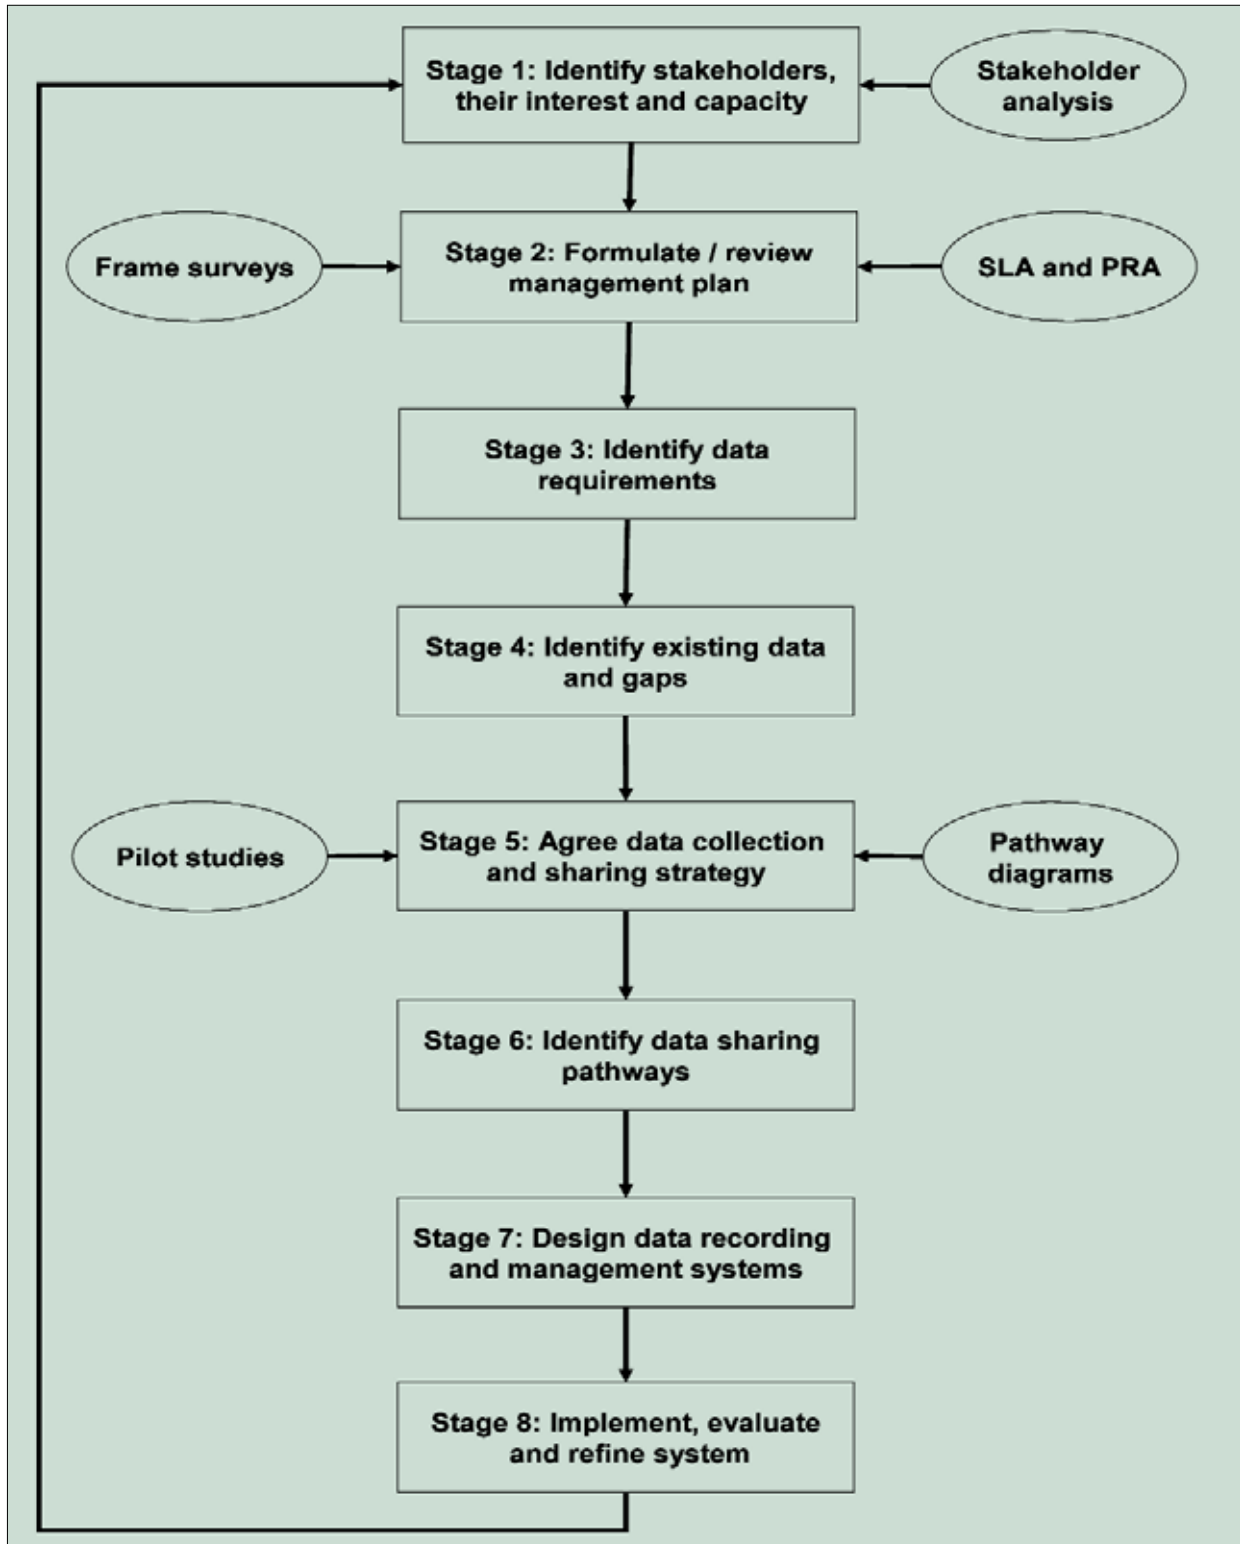 Stage 1: Identify stakeholders,
their interest and capacity
Stakeholder
analysis
Frame surveys
Stage 2: Formulate / review
management plan
SLA and PRA
Stage 3: Identify data
requirements
Stage 4: Identify existing data
and gaps
Pilot studies
Stage 5: Agree data collection
and sharing strategy
Pathway
diagrams
Stage 6: Identify data sharing
pathways
Stage 7: Design data recording
and management systems
Stage 8: Implement, evaluate
and refine system